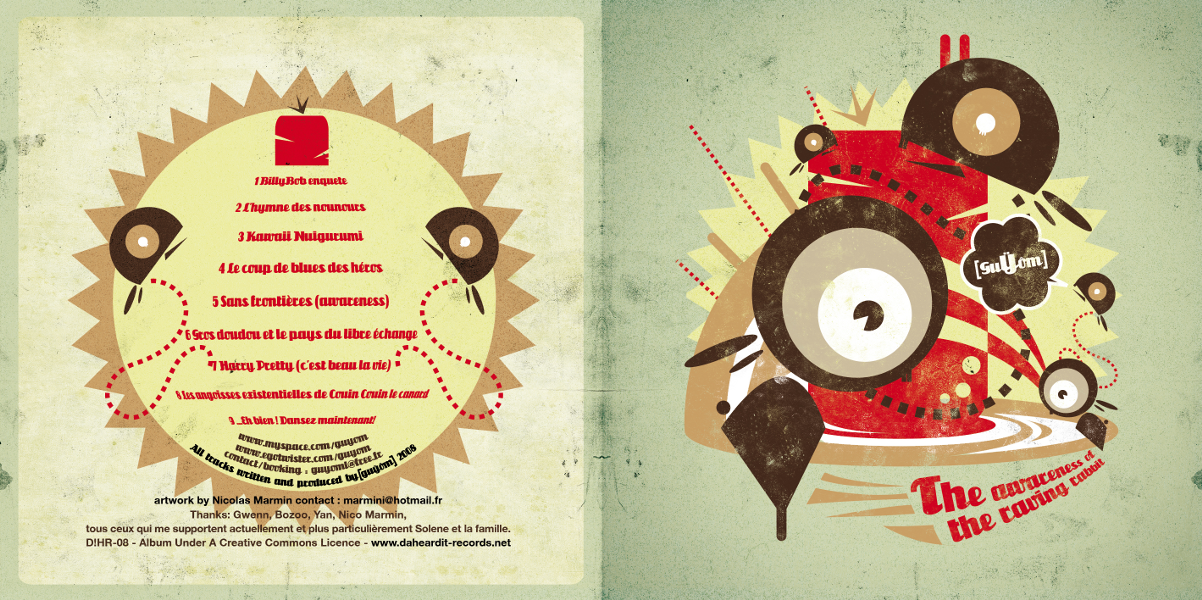 1 BillyBob enquete
2 L'hymne des nounours
3 Kawaii Nuigurumi
4 Le coup de blues des héros
5 Sans frontières (awareness)
6 Gros doudou et le pays du libre échange
7 Hairy Pretty (c'est beau la vie)
8 Les angoisses existentielles de Couin Couin le canard
9 ...Eh bien ! Dansez maintenant!
www.myspace.com/guyom
www.egotwister.com/guyom
contact/booking : guyom1@free.fr
All tracks written and produced by [guyom] 2008
artwork by Nicolas Marmin contact : marmini@hotmail.fr
Thanks: Gwenn, Bozoo, Yan, Nico Marmin,
tous ceux qui me supportent actuellement et plus particulièrement Solene et la famille.
D!HR-08 - Album Under A Creative Commons Licence - www.daheardit-records.net
[guYom]
The awareness of
the raving rabbit